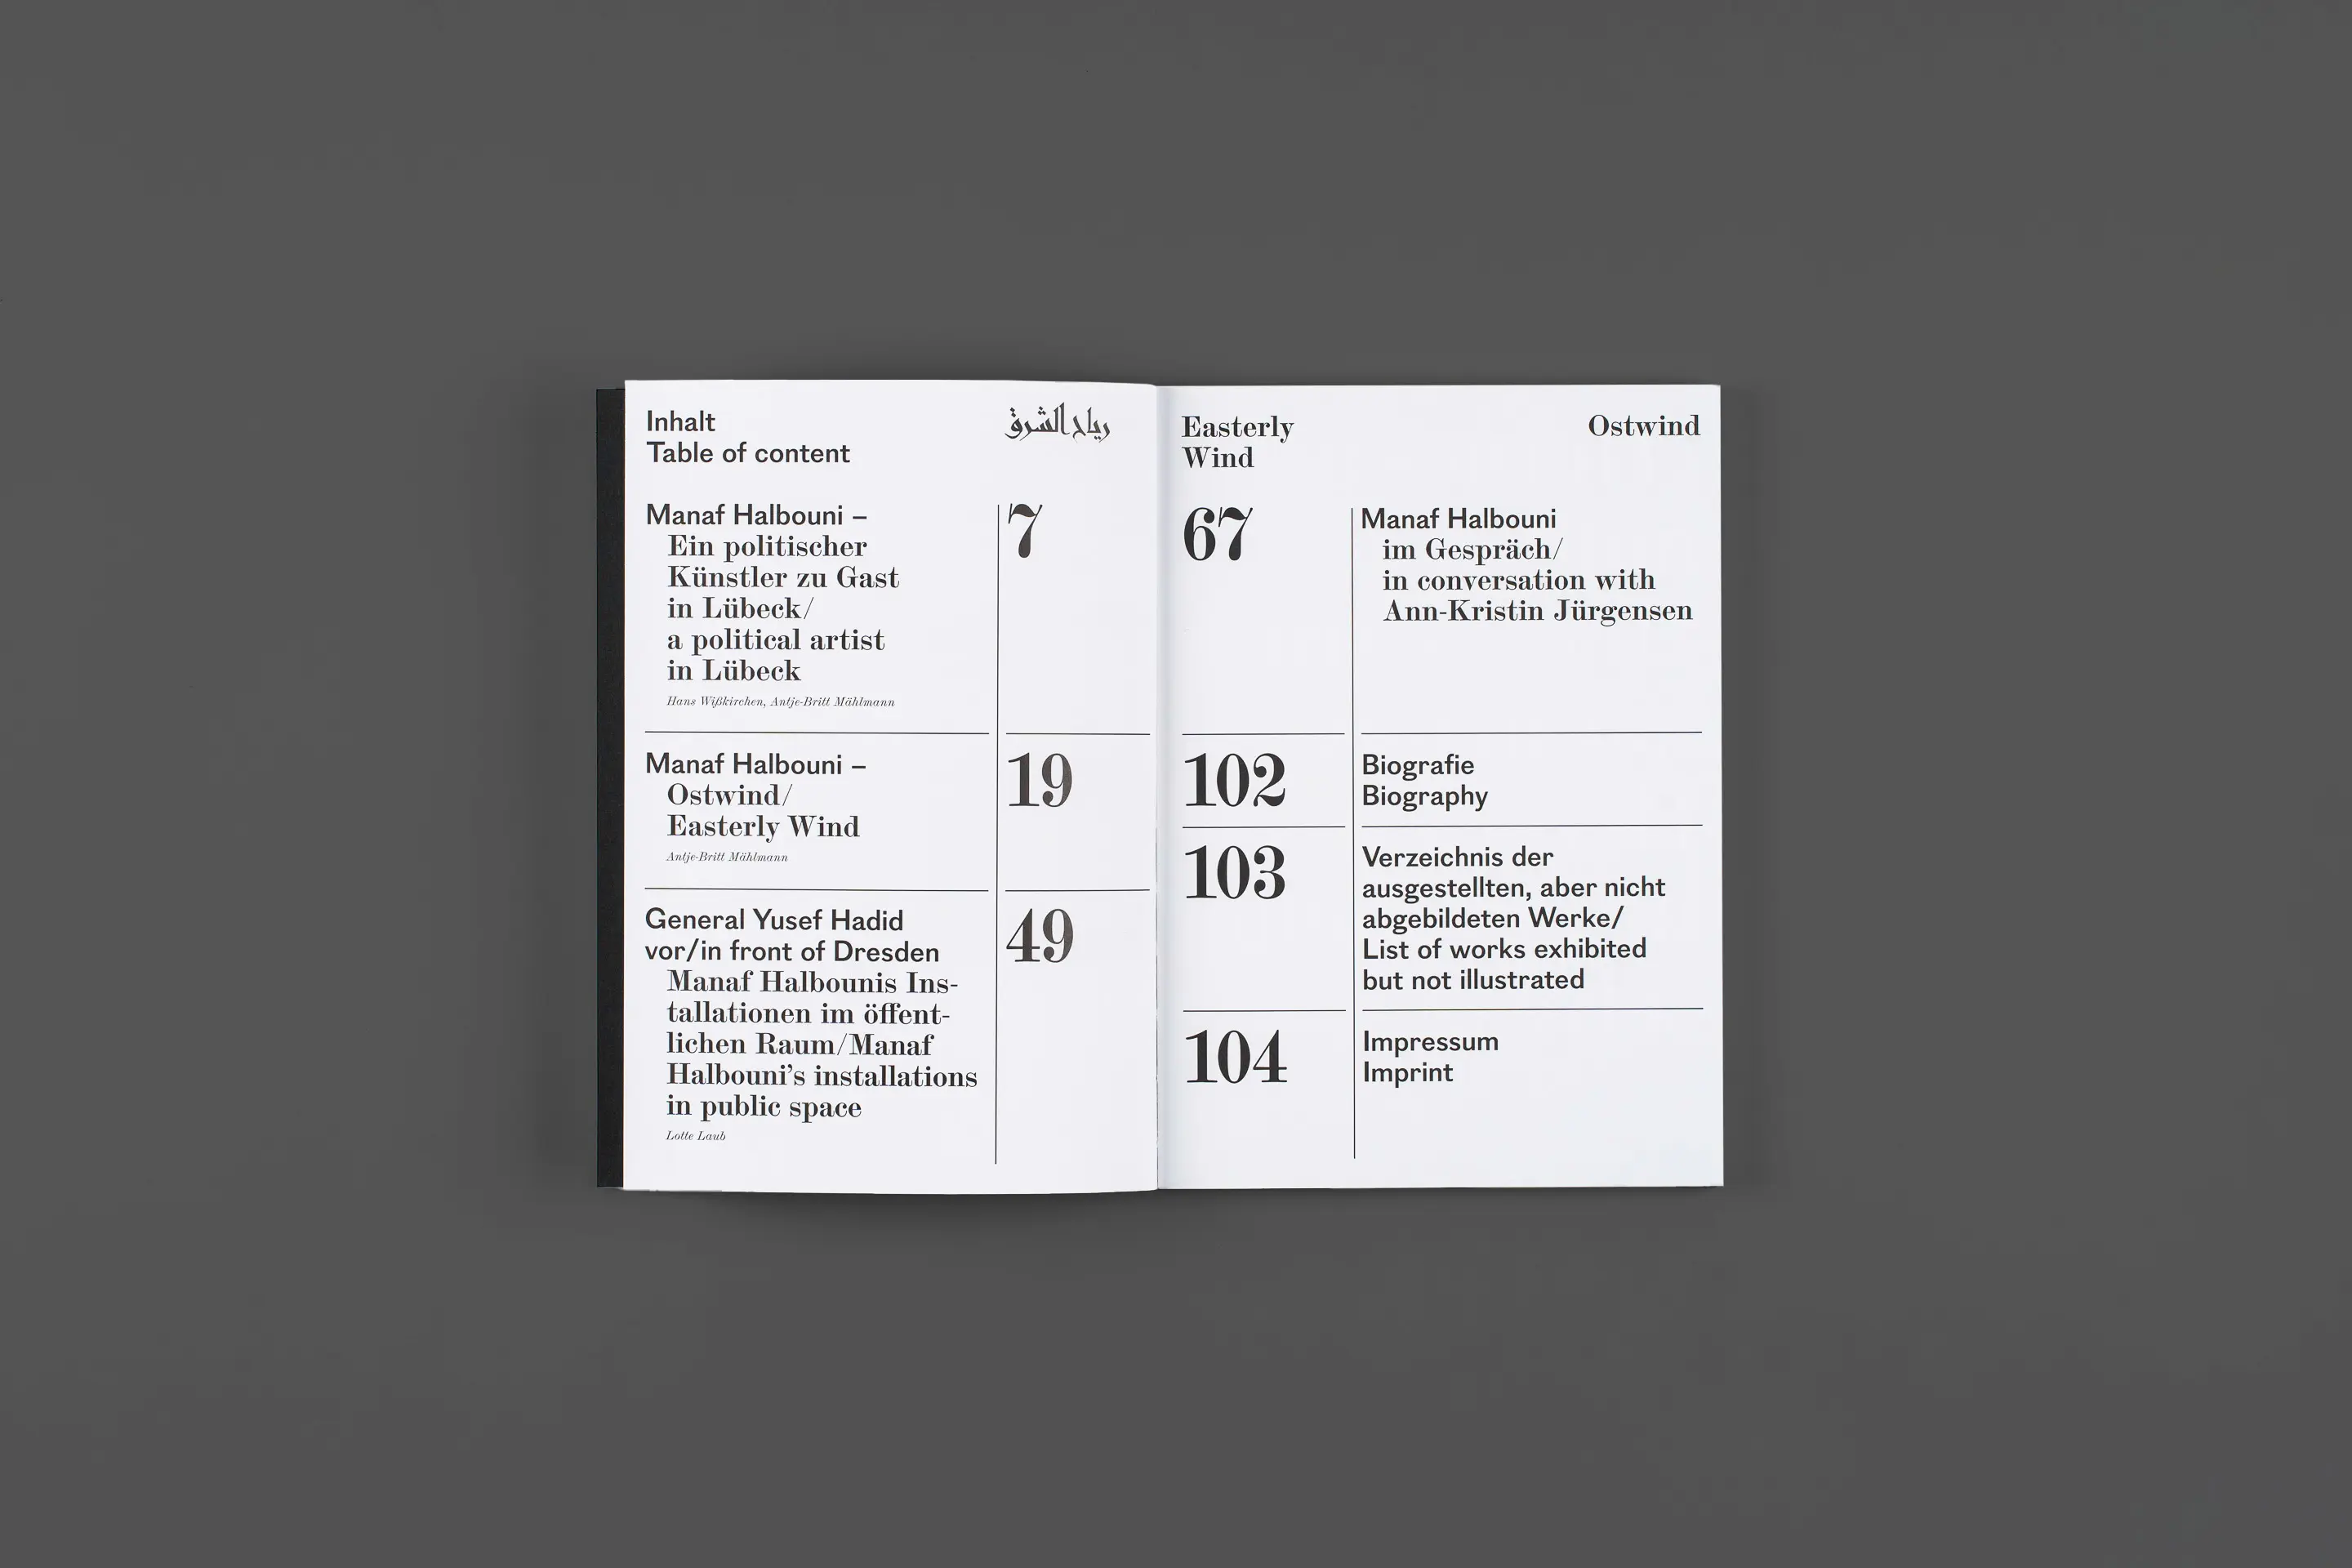 Inhalt
Table of content
رياح الشرق
Manaf Halbouni –
Ein politischer
Künstler zu Gast
in Lübeck/
a political artist
in Lübeck
Hans Wißkirchen, Antje-Britt Mählmann
7
Manaf Halbouni –
Ostwind/
Easterly Wind
Antje-Britt Mählmann
19
General Yusef Hadid
vor/in front of Dresden
Manaf Halbounis Ins-
tallationen im öffent-
lichen Raum/Manaf
Halbouni’s installations
in public space
Lotte Laub
49
Easterly
Wind
Ostwind
67
Manaf Halbouni
im Gespräch/
in conversation with
Ann-Kristin Jürgensen
102
Biografie
Biography
103
Verzeichnis der
ausgestellten, aber nicht
abgebildeten Werke/
List of works exhibited
but not illustrated
104
Impressum
Imprint